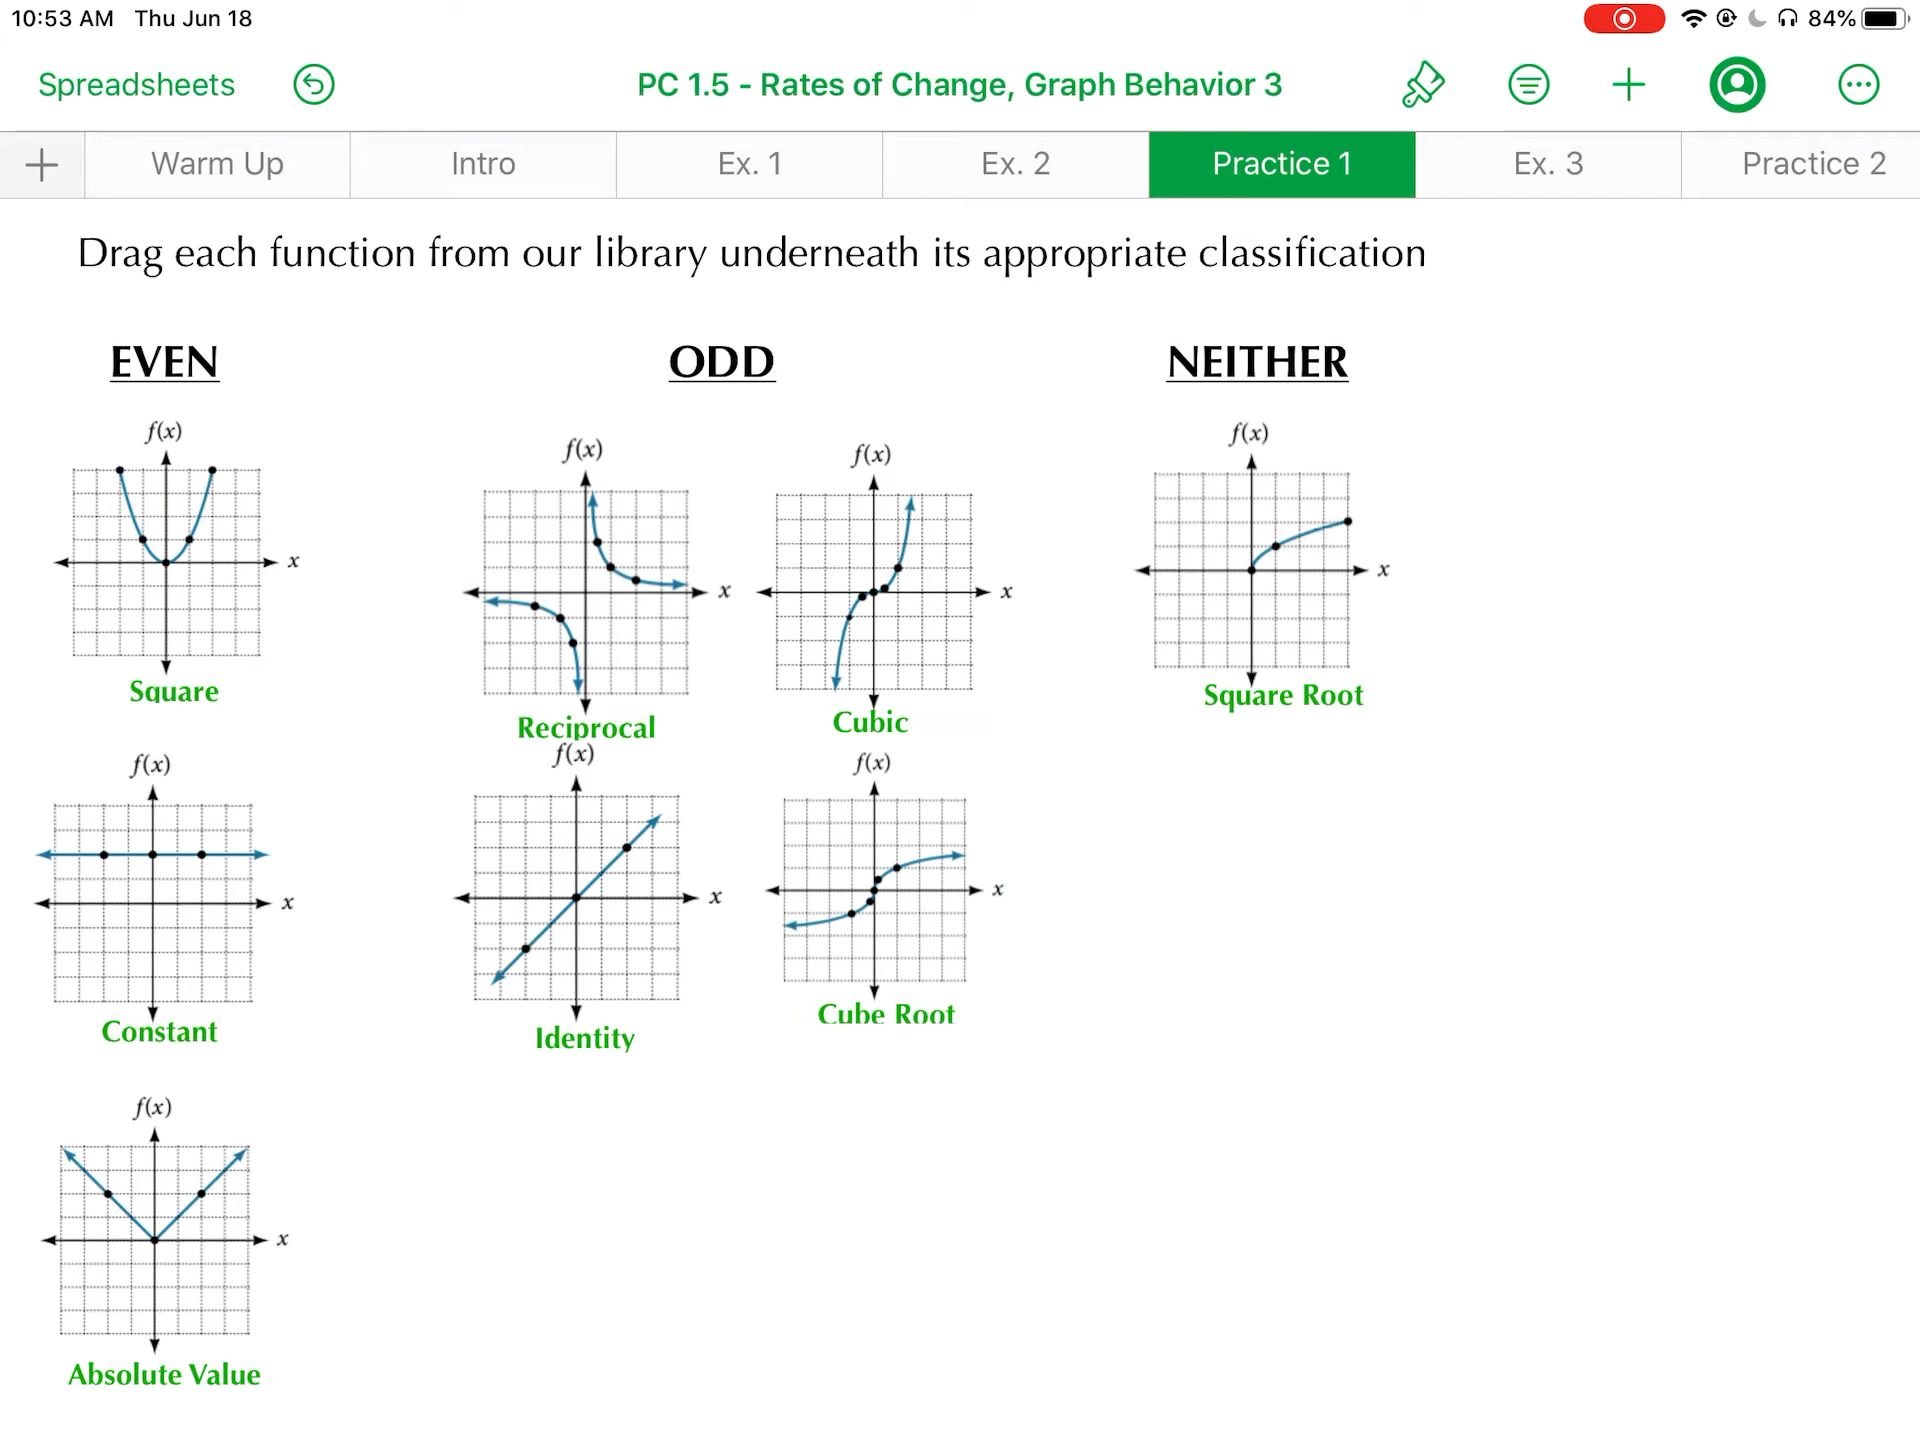 10:53 AM Thu Jun 18 84%
Spreadsheets PC 1.5 - Rates of Change, Graph Behavior 3
Warm Up Intro Ex. 1 Ex. 2 Practice 1 Ex. 3 Practice 2
Drag each function from our library underneath its appropriate classification
EVEN ODD NEITHER
f(x) f(x) f(x) f(x)
x x x x
Square Reciprocal Cubic Square Root
f(x) f(x) f(x)
x x x
Constant Identity Cube Root
f(x)
x
Absolute Value